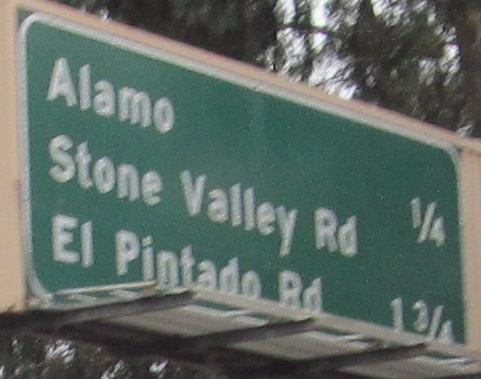 Alamo
Stone Valley Rd 1/4
El Pintado Rd 1 3/4